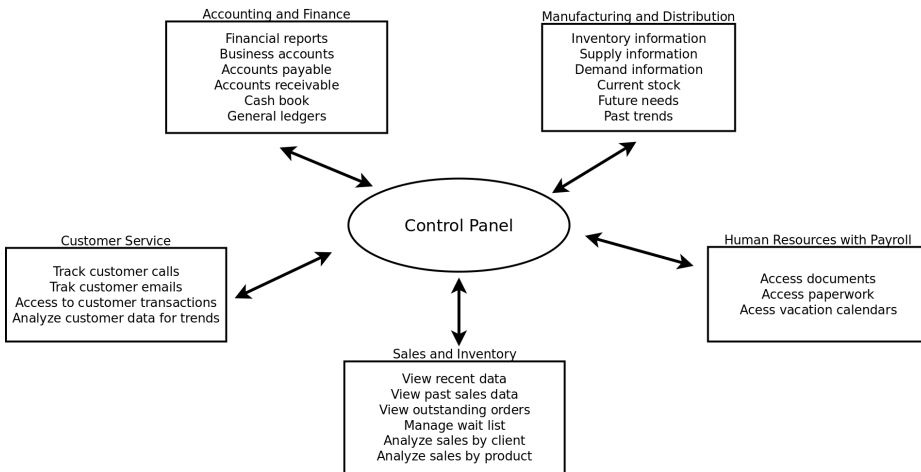 Accounting and Finance
Financial reports
Business accounts
Accounts payable
Accounts receivable
Cash book
General ledgers
Manufacturing and Distribution
Inventory information
Supply information
Demand information
Current stock
Future needs
Past trends
Control Panel
Customer Service
Track customer calls
Trak customer emails
Access to customer transactions
Analyze customer data for trends
Human Resources with Payroll
Access documents
Access paperwork
Acess vacation calendars
Sales and Inventory
View recent data
View past sales data
View outstanding orders
Manage wait list
Analyze sales by client
Analyze sales by product